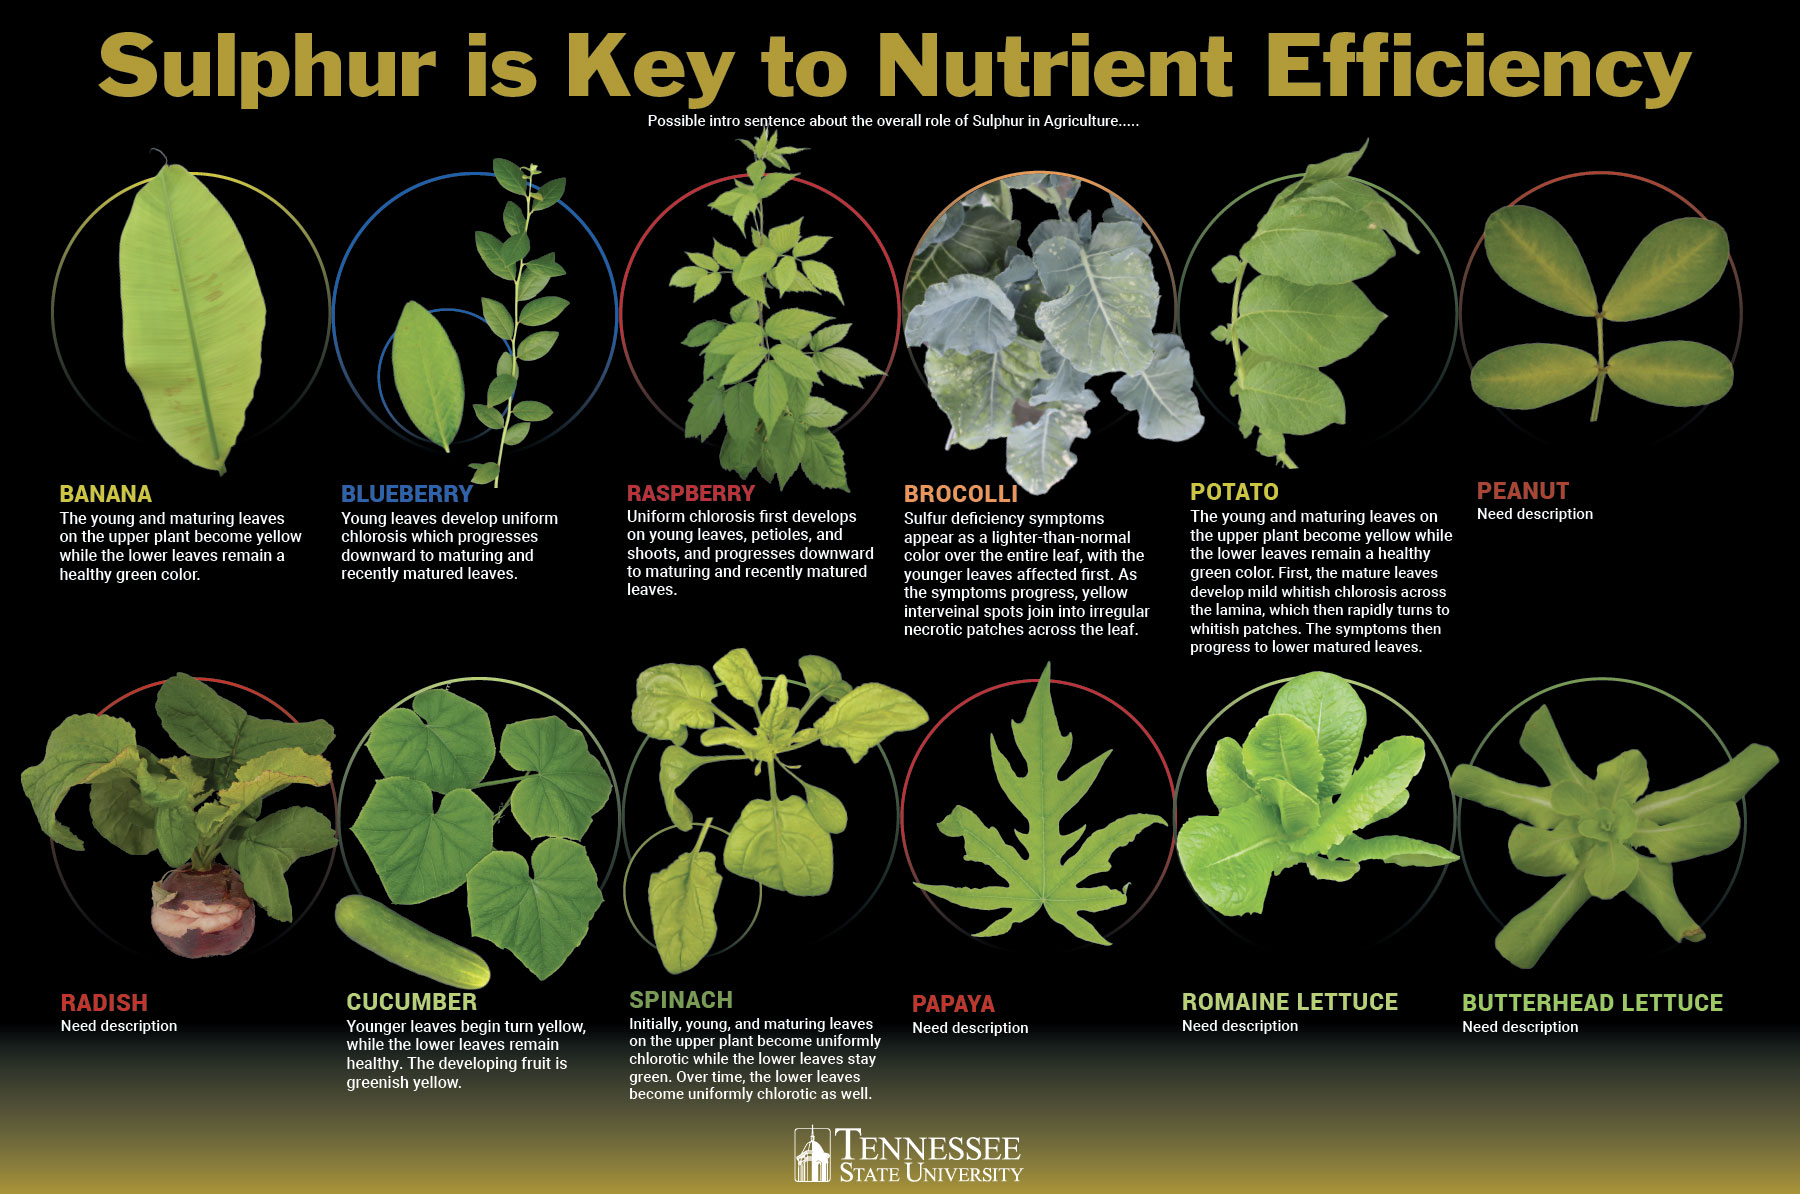 Sulphur is Key to Nutrient Efficiency
Possible intro sentence about the overall role of Sulphur in Agriculture.....
BANANA
The young and maturing leaves
on the upper plant become yellow
while the lower leaves remain a
healthy green color.
BLUEBERRY
Young leaves develop uniform
chlorosis which progresses
downward to maturing and
recently matured leaves.
RASPBERRY
Uniform chlorosis first develops
on young leaves, petioles, and
shoots, and progresses downward
to maturing and recently matured
leaves.
BROCOLLI
Sulfur deficiency symptoms
appear as a lighter-than-normal
color over the entire leaf, with the
younger leaves affected first. As
the symptoms progress, yellow
interveinal spots join into irregular
necrotic patches across the leaf.
POTATO
The young and maturing leaves on
the upper plant become yellow while
the lower leaves remain a healthy
green color. First, the mature leaves
develop mild whitish chlorosis across
the lamina, which then rapidly turns to
whitish patches. The symptoms then
progress to lower matured leaves.
PEANUT
Need description
RADISH
Need description
CUCUMBER
Younger leaves begin turn yellow,
while the lower leaves remain
healthy. The developing fruit is
greenish yellow.
SPINACH
Initially, young, and maturing leaves
on the upper plant become uniformly
chlorotic while the lower leaves stay
green. Over time, the lower leaves
become uniformly chlorotic as well.
PAPAYA
Need description
ROMAINE LETTUCE
Need description
BUTTERHEAD LETTUCE
Need description
TENNESSEE
STATE UNIVERSITY